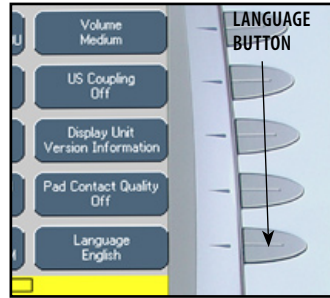 LANGUAGE
BUTTON
Volume
Medium
US Coupling
Off
Display Unit
Version Information
Pad Contact Quality
Off
Language
English